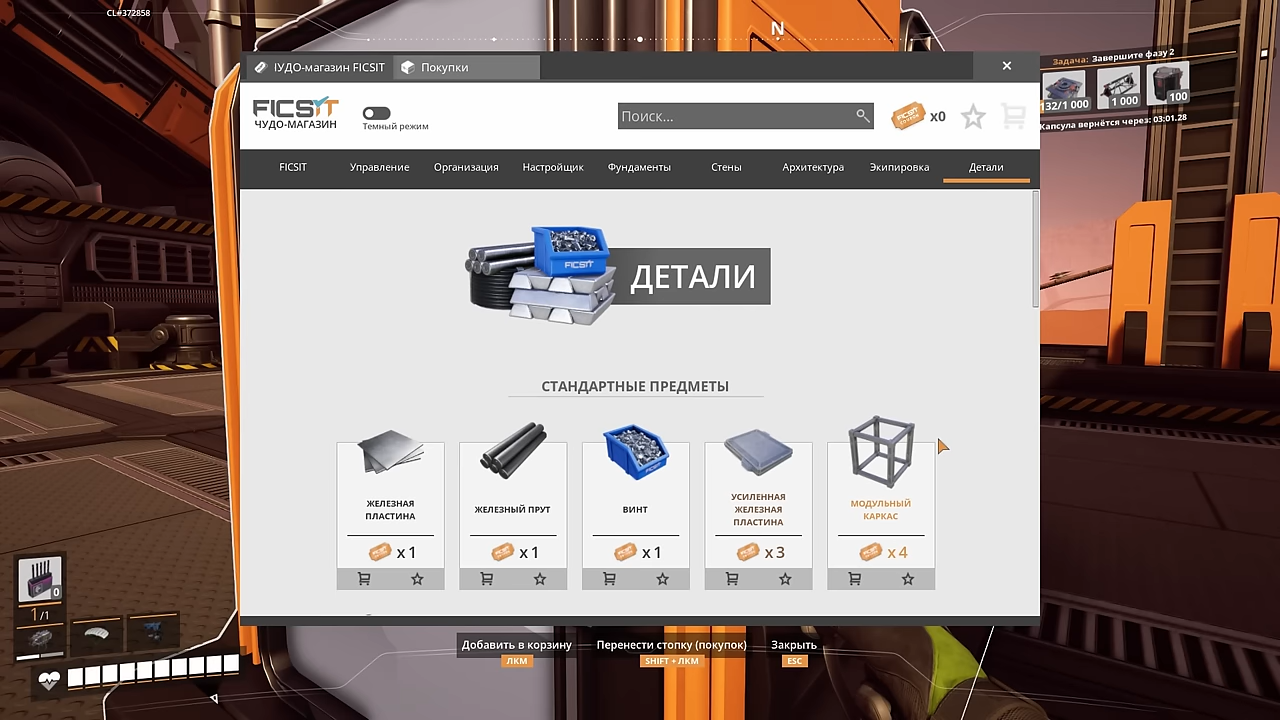 CL#372858
N
Задача: Завершите фазу 2
132/1 000
1 000
100
Капсула вернётся через: 03:01.28
ІУДО-магазин FICSIT
Покупки
FICSIT
ЧУДО-МАГАЗИН
Темный режим
Поиск...
x0
FICSIT
Управление
Организация
Настройщик
Фундаменты
Стены
Архитектура
Экипировка
Детали
FICSIT
ДЕТАЛИ
СТАНДАРТНЫЕ ПРЕДМЕТЫ
ЖЕЛЕЗНАЯ
ПЛАСТИНА
x 1
ЖЕЛЕЗНЫЙ ПРУТ
x 1
ВИНТ
x 1
УСИЛЕННАЯ
ЖЕЛЕЗНАЯ
ПЛАСТИНА
x 3
МОДУЛЬНЫЙ
КАРКАС
x 4
0
1/1
Добавить в корзину
ЛКМ
Перенести стопку (покупок)
SHIFT + ЛКМ
Закрыть
ESC